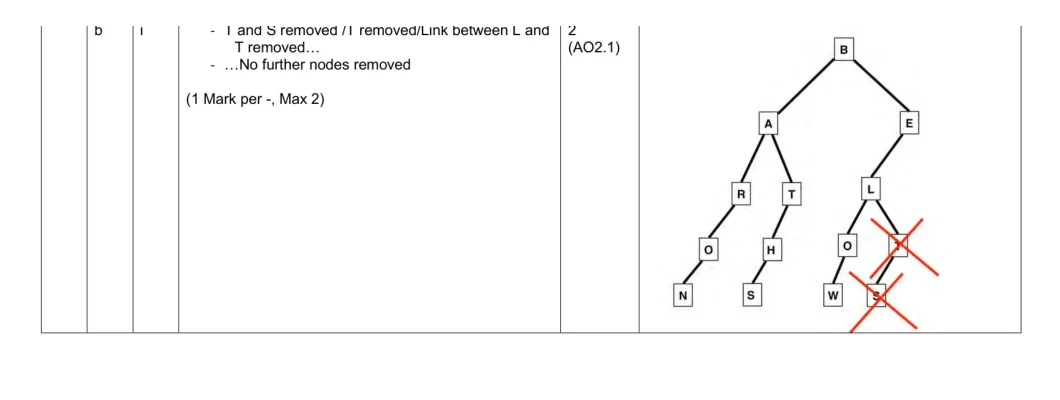 b i - T and S removed /T removed/Link between L and 2
T removed… (AO2.1)
- …No further nodes removed
(1 Mark per -, Max 2)
B
A E
R T L
O H O T
N S W S